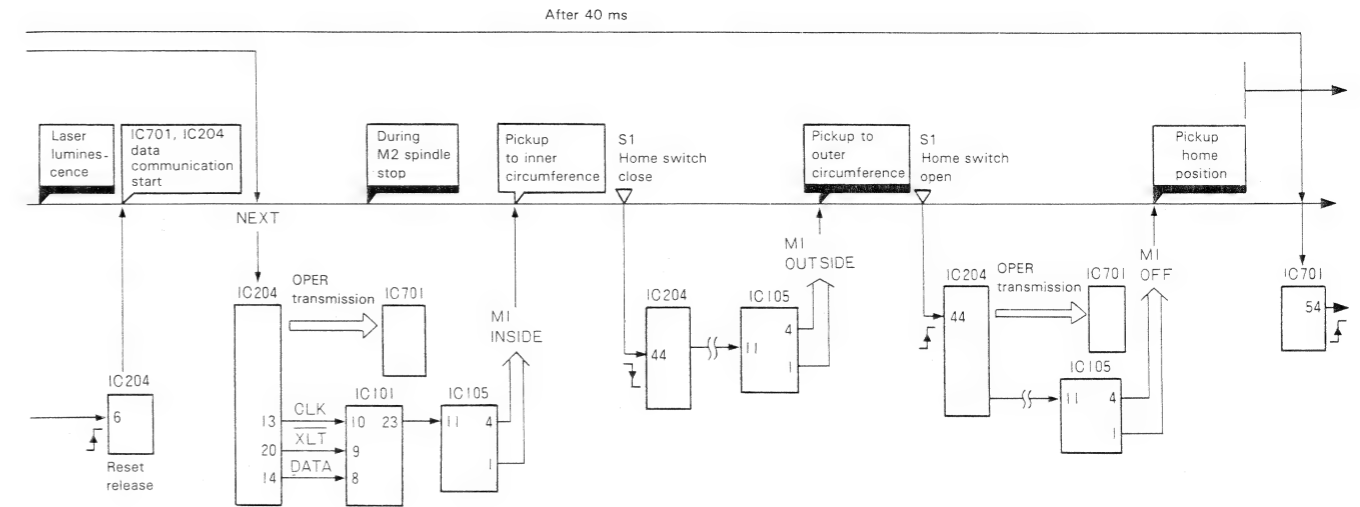 After 40 ms
Laser
lumines-
cence
IC701, IC204
data
communication
start
During
M2 spindle
stop
Pickup
to inner
circumference
S1
Home switch
close
Pickup to
outer
circumference
S1
Home switch
open
Pickup
home
position
NEXT
IC204
OPER
transmission
IC701
M1
INSIDE
IC204
IC105
M1
OUTSIDE
IC204
OPER
transmission
IC701
M1
OFF
IC701
54
44
11
4
1
44
IC105
11
4
1
IC204
6
Reset
release
13
CLK
IC101
10
23
IC105
11
4
20
XLT
9
1
14
DATA
8